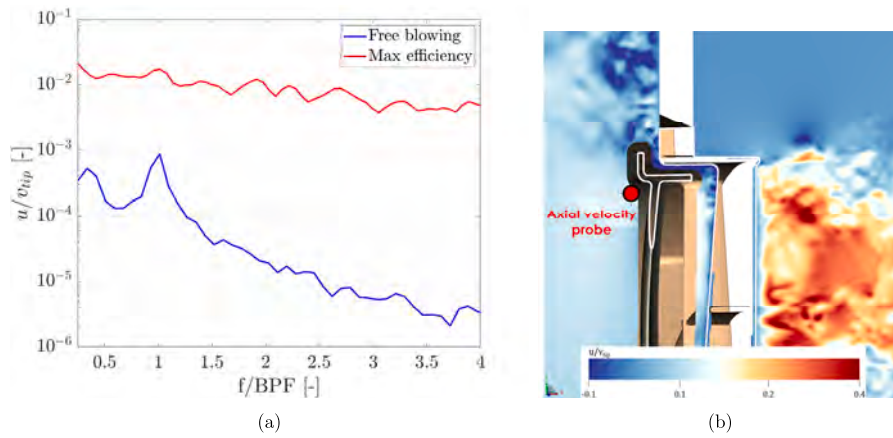 10⁻¹
10⁻²
10⁻³
10⁻⁴
10⁻⁵
10⁻⁶
u/v_tip [-]
Free blowing
Max efficiency
0.5 1 1.5 2 2.5 3 3.5 4
f/BPF [-]
(a)
Axial velocity
probe
u/v_tip
-0.1 0.1 0.2 0.4
(b)